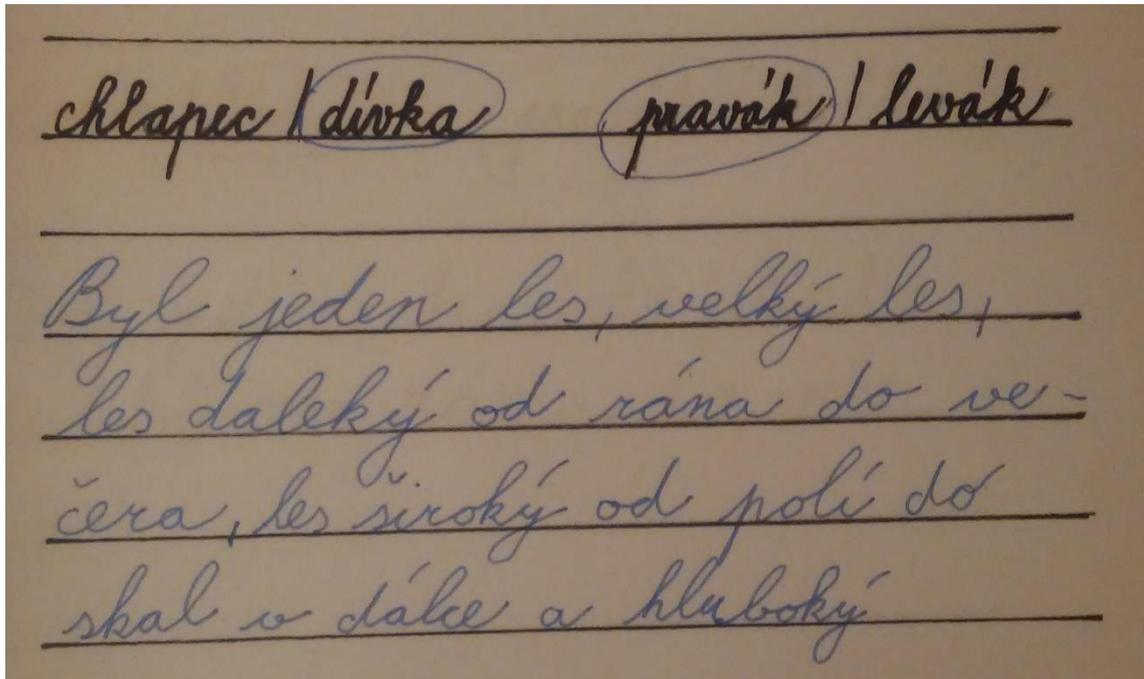 chlapec / dívka pravák / levák
Byl jeden les, velký les,
les daleký od rána do ve-
čera, les široký od polí do
skal v dálce a hluboký